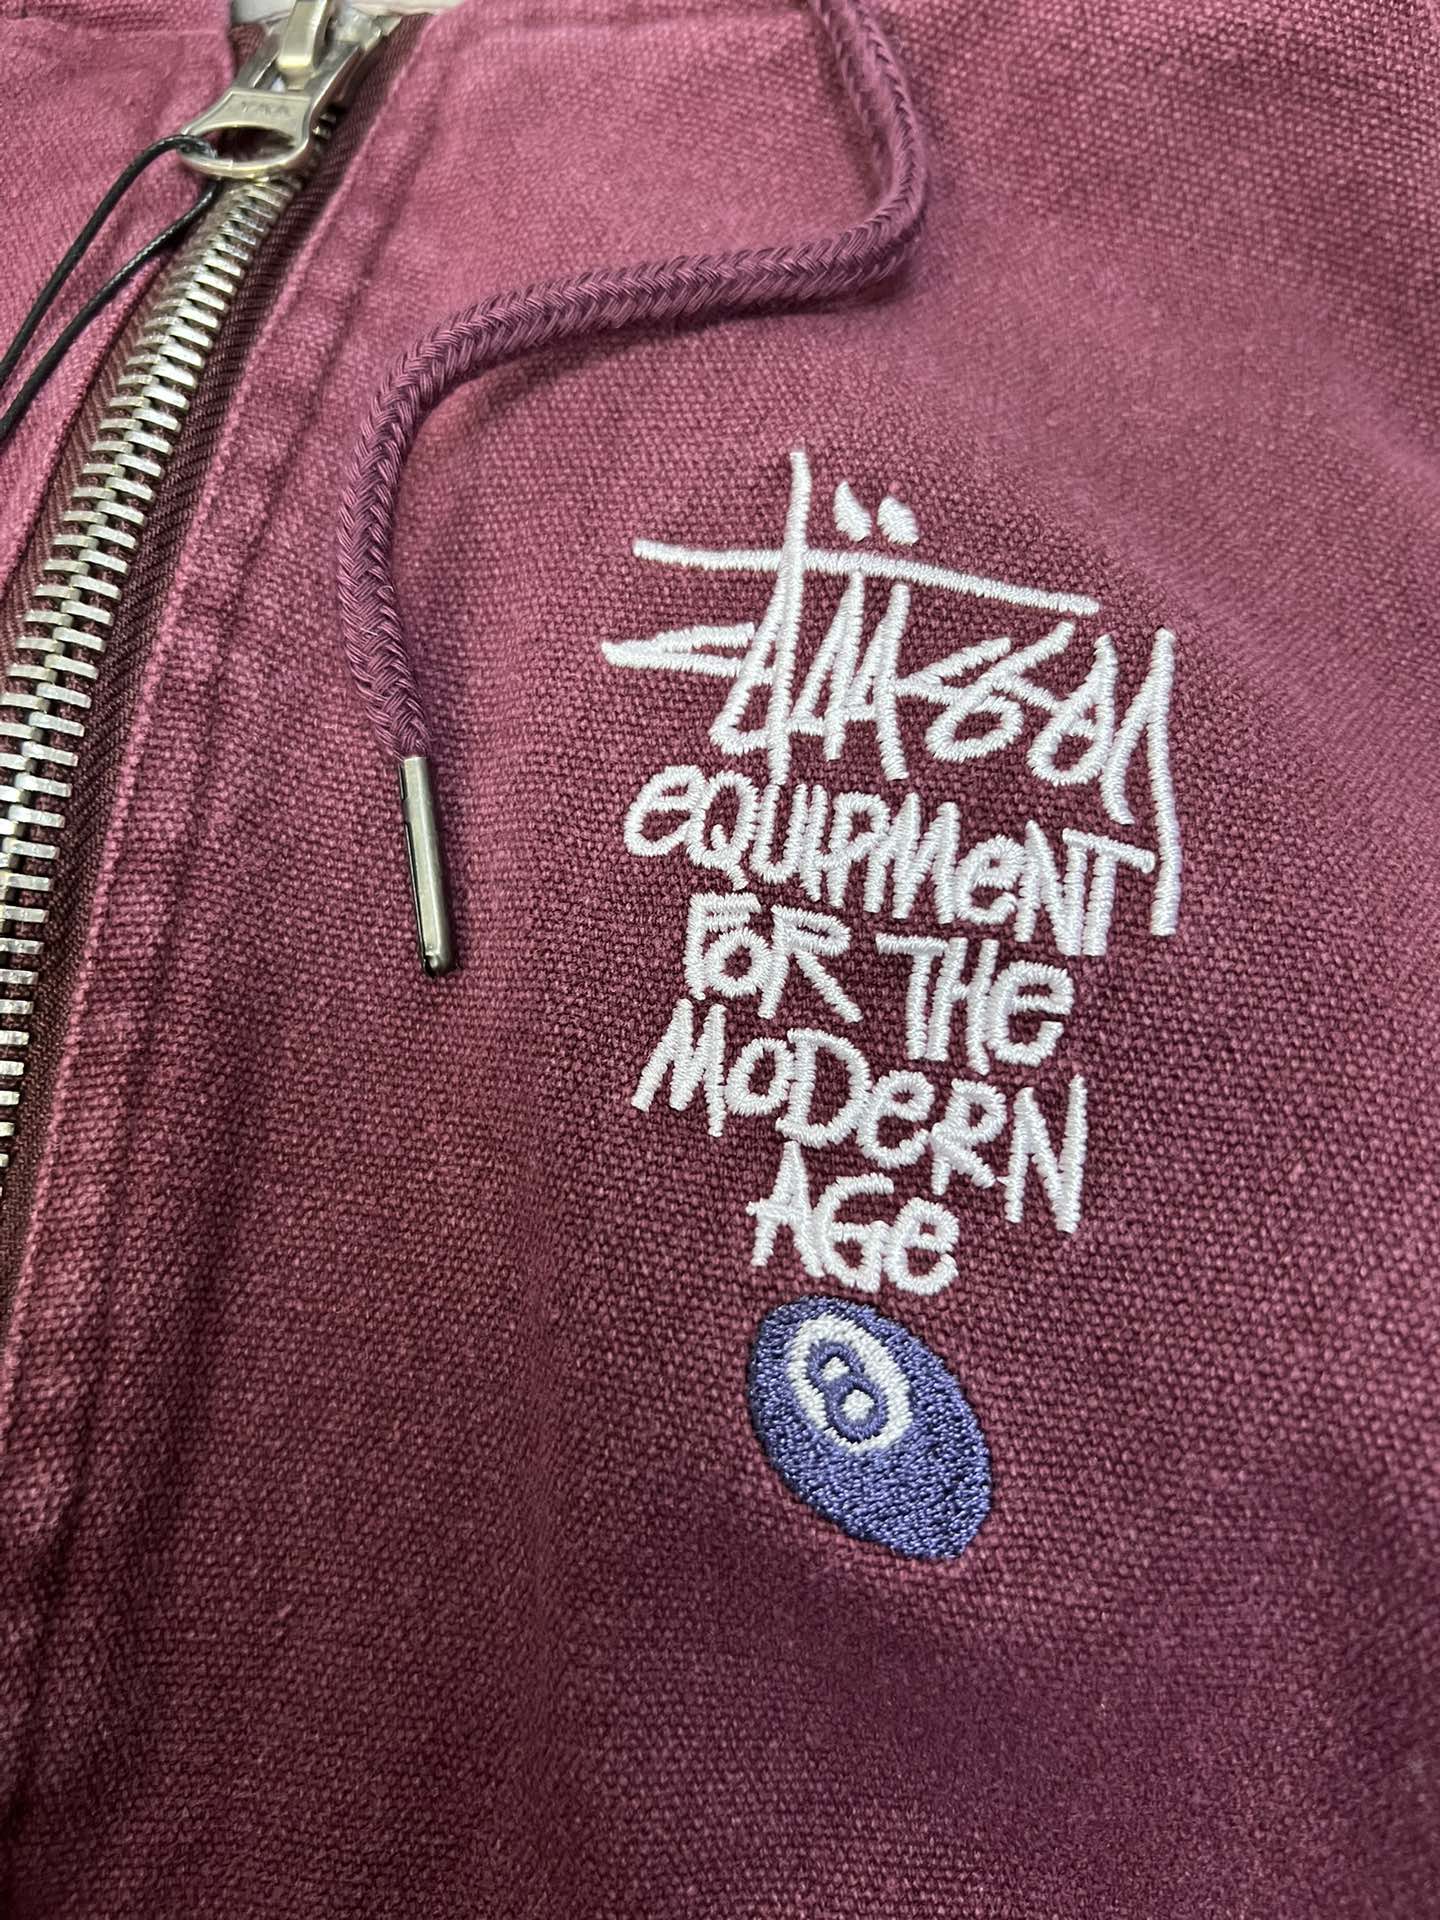 Stüssy
EQUIPMENT
FOR THE
MODERN
AGE
8